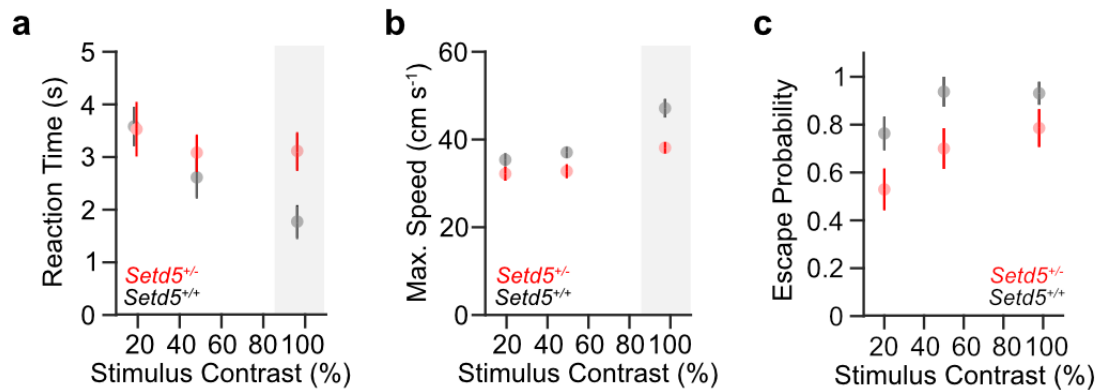 a
Reaction Time (s)
5
4
3
2
1
0
20 40 60 80 100
Stimulus Contrast (%)
Setd5+/-
Setd5+/+
b
Max. Speed (cm s-1)
60
40
20
0
20 40 60 80 100
Stimulus Contrast (%)
Setd5+/-
Setd5+/+
c
Escape Probability
1
0.8
0.6
0.4
0.2
0
20 40 60 80 100
Stimulus Contrast (%)
Setd5+/-
Setd5+/+